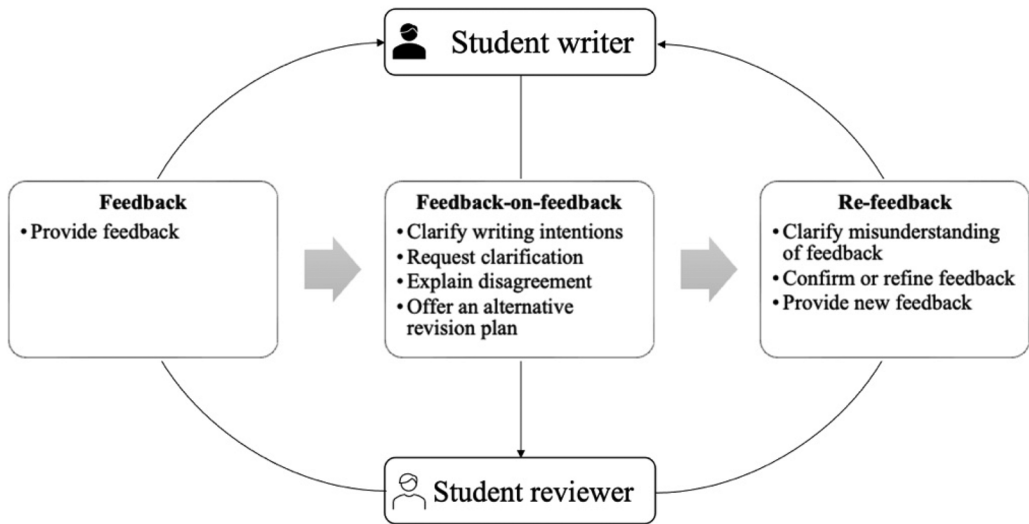 Student writer
Feedback
• Provide feedback
Feedback-on-feedback
• Clarify writing intentions
• Request clarification
• Explain disagreement
• Offer an alternative
revision plan
Re-feedback
• Clarify misunderstanding
of feedback
• Confirm or refine feedback
• Provide new feedback
Student reviewer